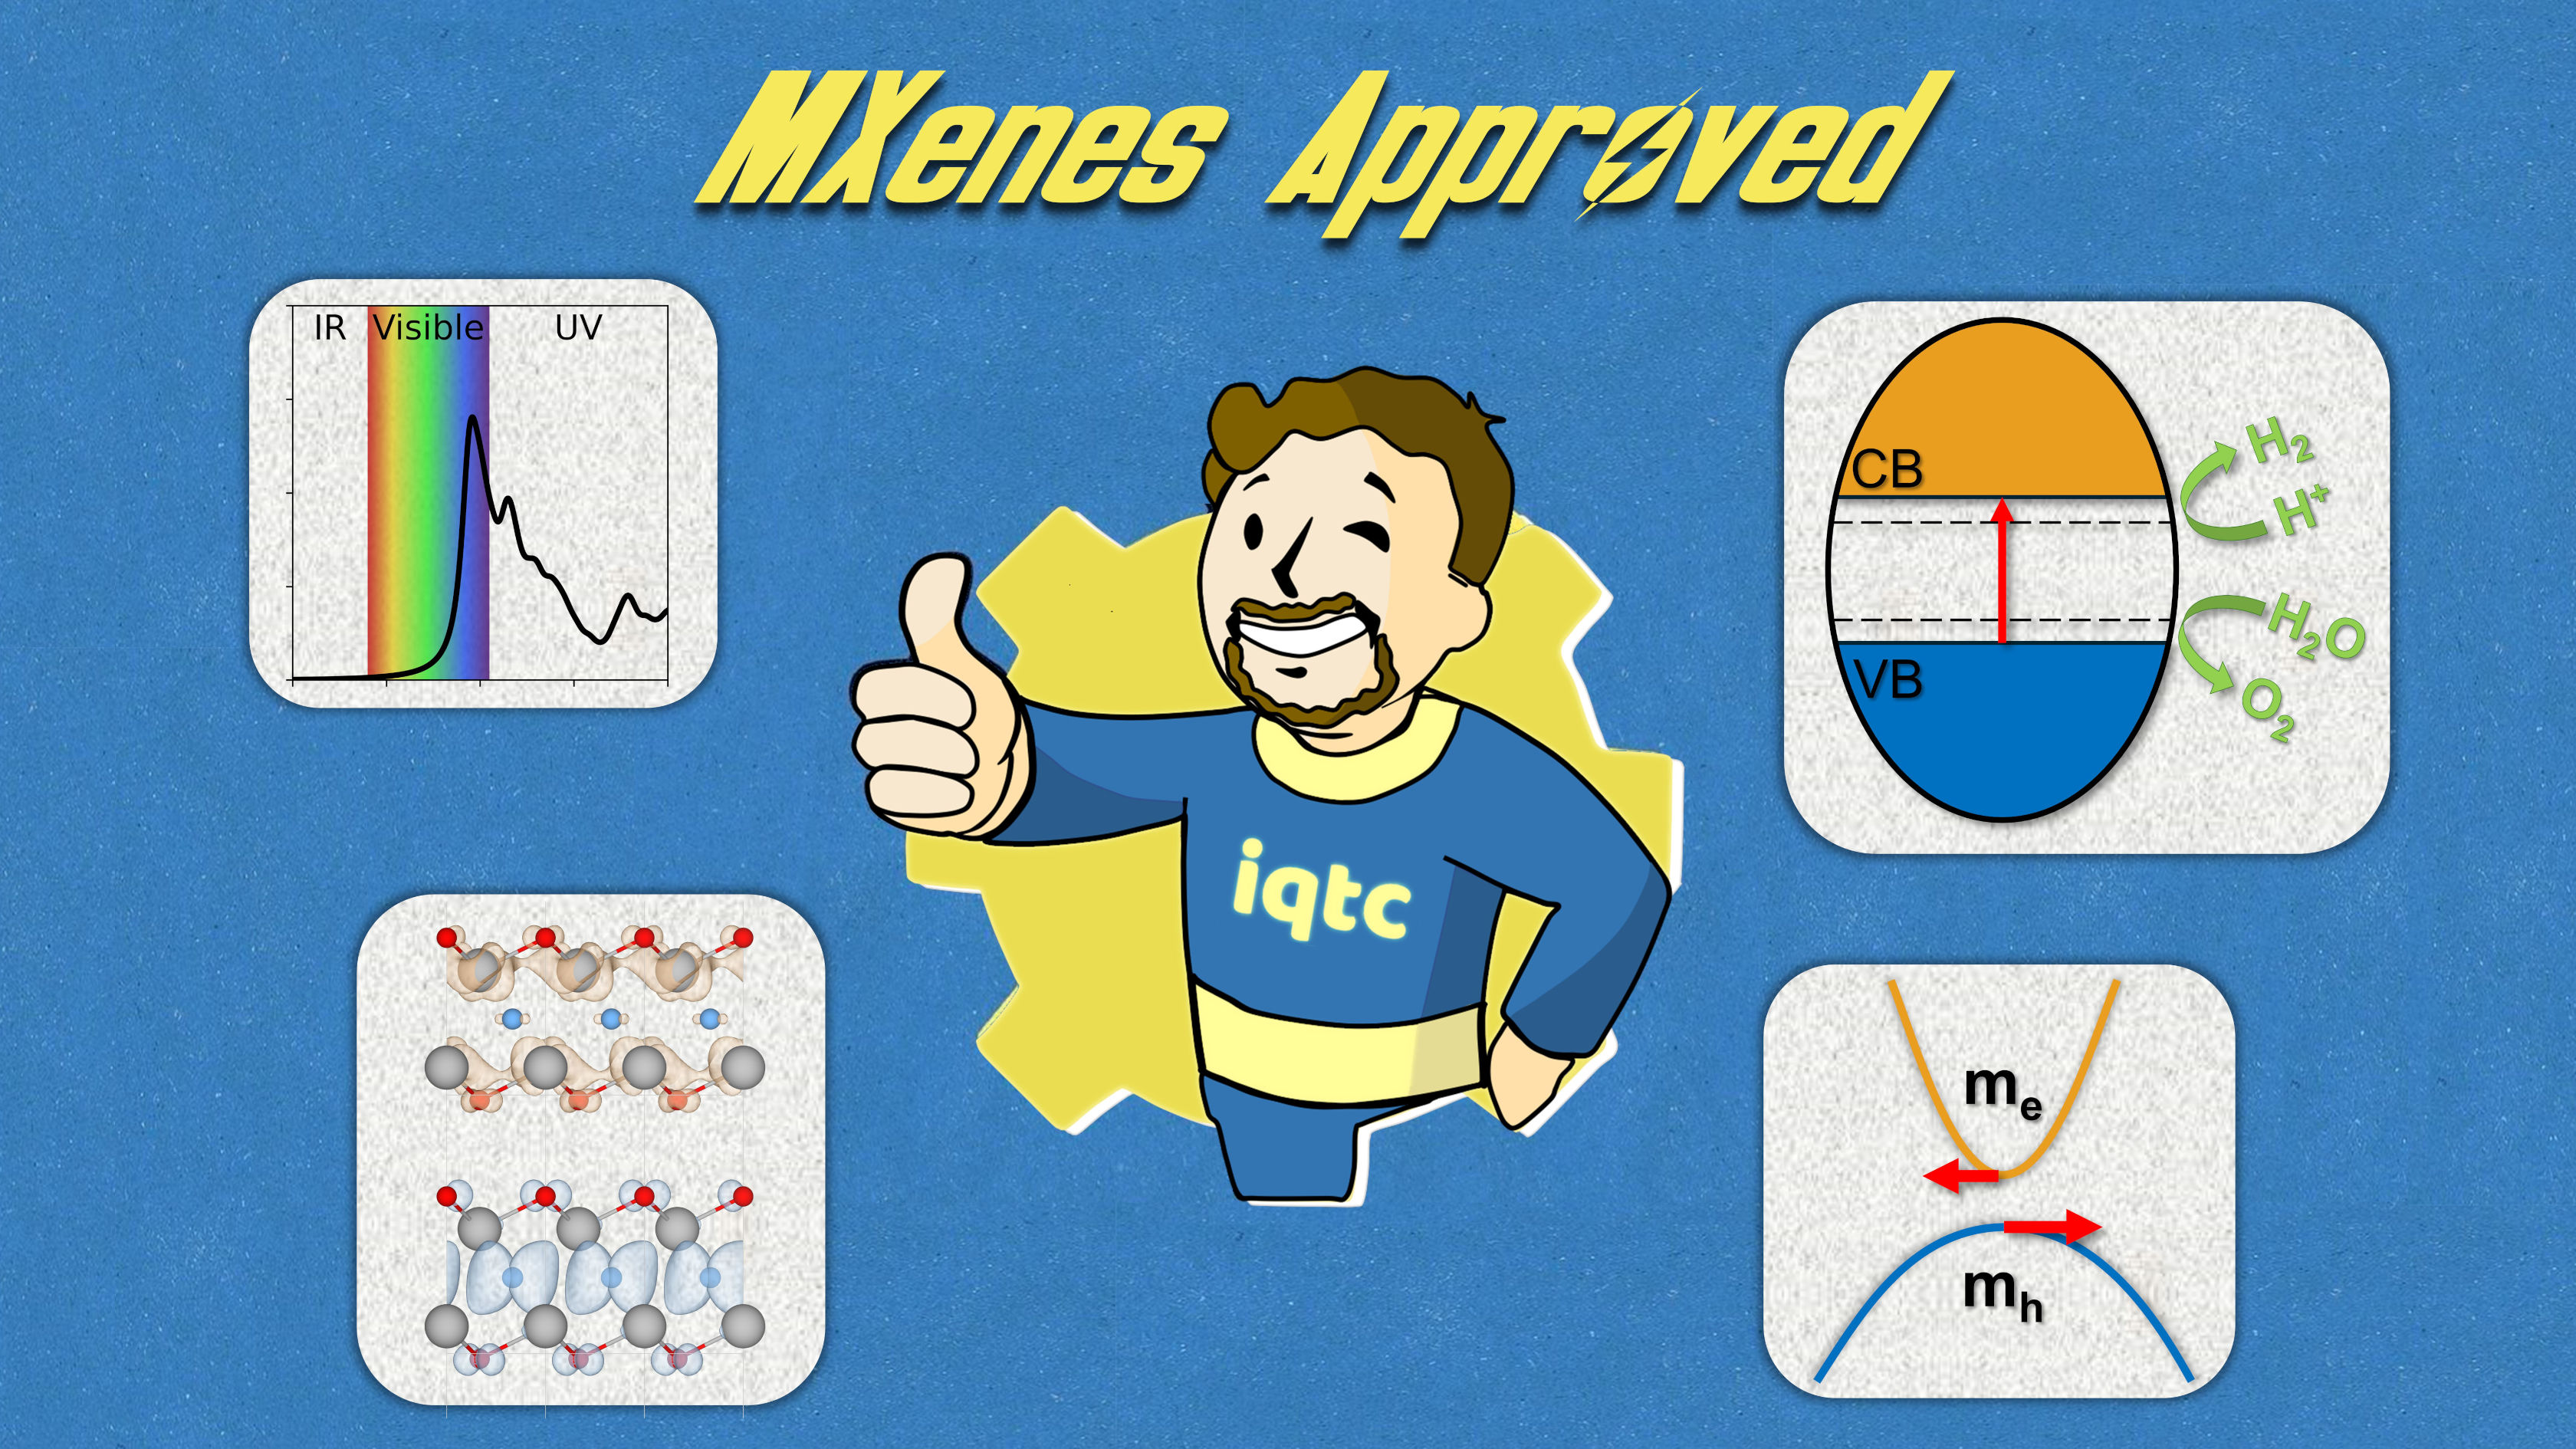 MXenes Approved
IR Visible UV
CB
VB
H₂
H⁺
H₂O
O₂
iqtc
mₑ
mₕ